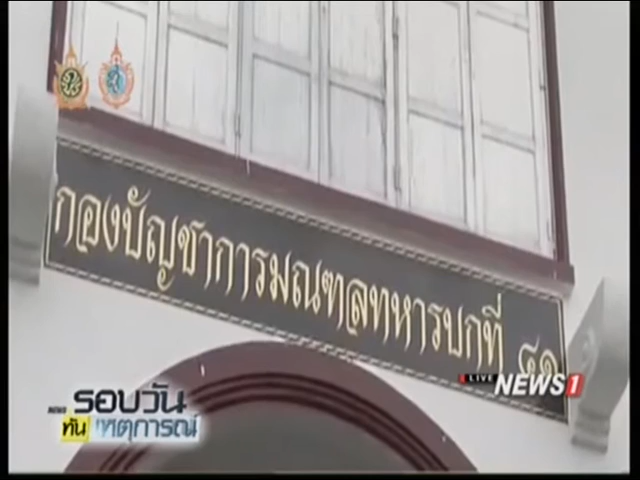 กองบัญชาการมณฑลทหารบกที่ ๔๑
LIVE NEWS1
รอบวัน
ทัน เหตุการณ์